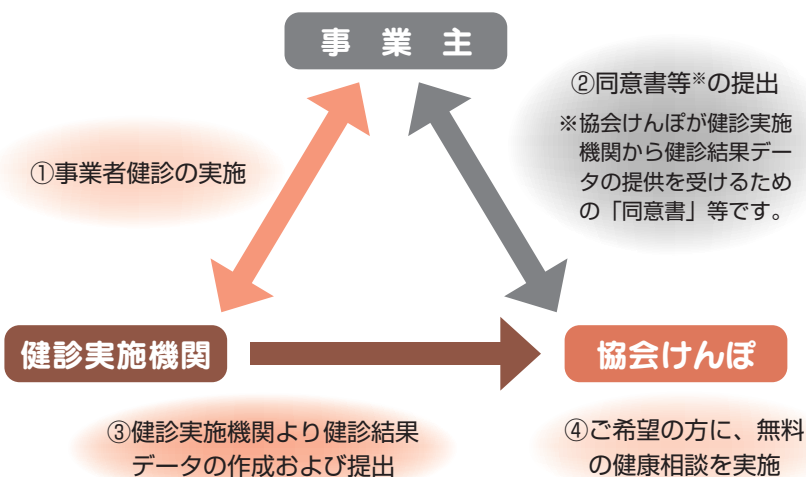 事業主
②同意書等※の提出
※協会けんぽが健診実施
機関から健診結果デー
タの提供を受けるため
の「同意書」等です。
①事業者健診の実施
健診実施機関
協会けんぽ
③健診実施機関より健診結果
データの作成および提出
④ご希望の方に、無料
の健康相談を実施